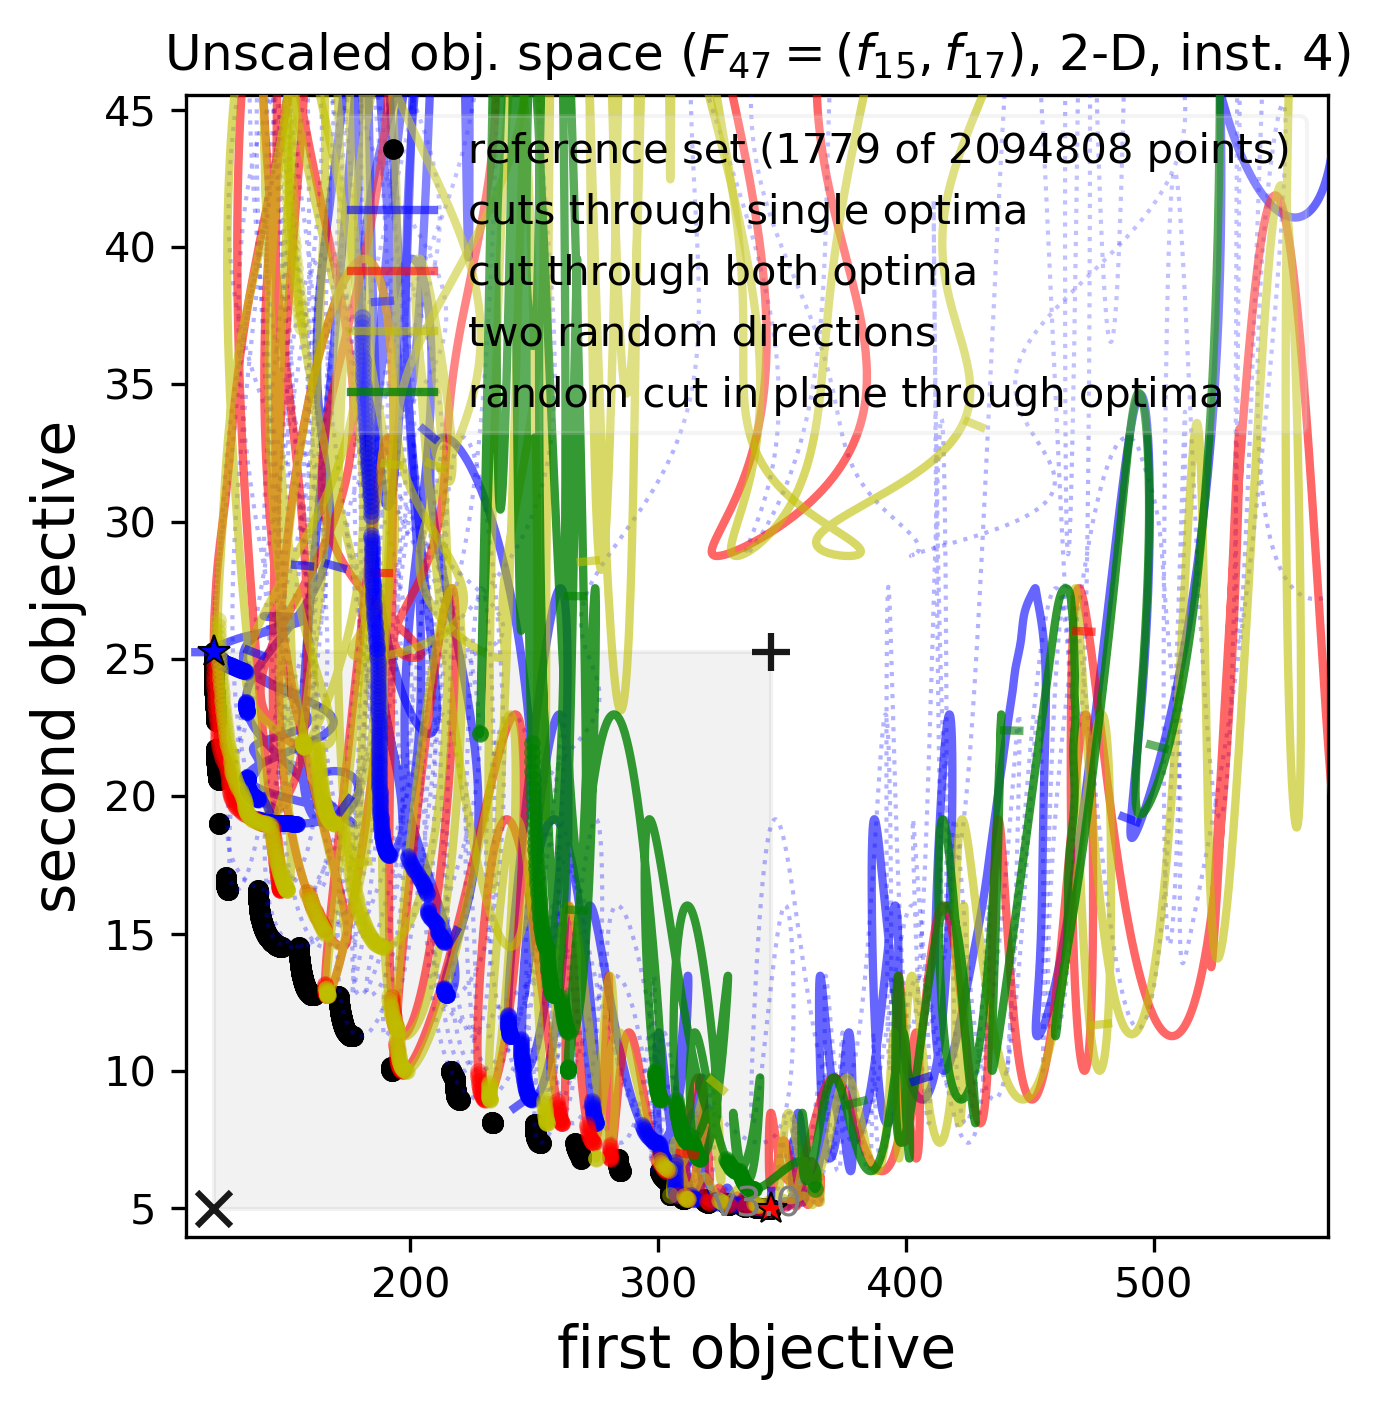 Unscaled obj. space (F47 = (f15, f17), 2-D, inst. 4)
45
40
35
30
25
20
15
10
5
second objective
reference set (1779 of 2094808 points)
cuts through single optima
cut through both optima
two random directions
random cut in plane through optima
200
300
400
500
first objective